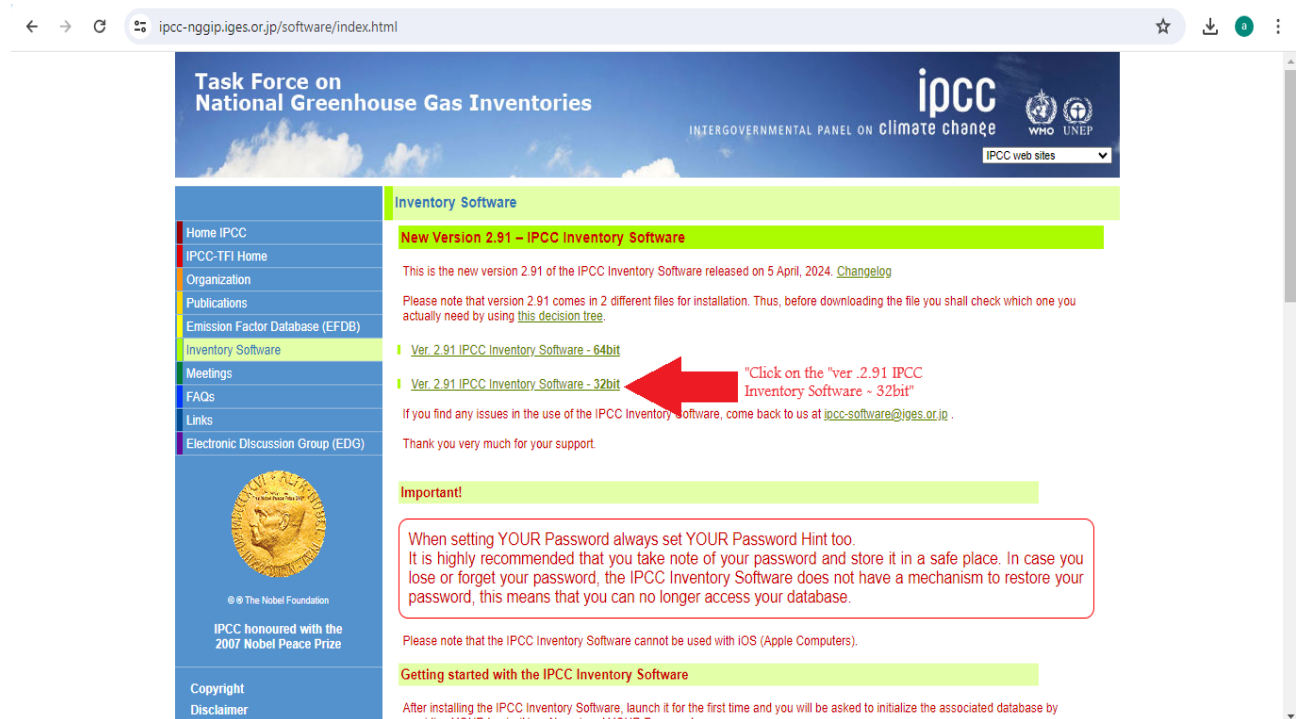 ipcc-nggip.iges.or.jp/software/index.html
a
Task Force on
National Greenhouse Gas Inventories
ipcc
INTERGOVERNMENTAL PANEL ON climate change
WMO UNEP
IPCC web sites
Inventory Software
Home IPCC
IPCC-TFI Home
Organization
Publications
Emission Factor Database (EFDB)
Inventory Software
Meetings
FAQs
Links
Electronic DIscussion Group (EDG)
® ® The Nobel Foundation
IPCC honoured with the
2007 Nobel Peace Prize
Copyright
Disclaimer
New Version 2.91 – IPCC Inventory Software
This is the new version 2.91 of the IPCC Inventory Software released on 5 April, 2024. Changelog
Please note that version 2.91 comes in 2 different files for installation. Thus, before downloading the file you shall check which one you
actually need by using this decision tree.
Ver. 2.91 IPCC Inventory Software - 64bit
Ver. 2.91 IPCC Inventory Software - 32bit
"Click on the "ver .2.91 IPCC
Inventory Software ~ 32bit"
If you find any issues in the use of the IPCC Inventory Software, come back to us at ipcc-software@iges.or.jp .
Thank you very much for your support.
Important!
When setting YOUR Password always set YOUR Password Hint too.
It is highly recommended that you take note of your password and store it in a safe place. In case you
lose or forget your password, the IPCC Inventory Software does not have a mechanism to restore your
password, this means that you can no longer access your database.
Please note that the IPCC Inventory Software cannot be used with iOS (Apple Computers).
Getting started with the IPCC Inventory Software
After installing the IPCC Inventory Software, launch it for the first time and you will be asked to initialize the associated database by